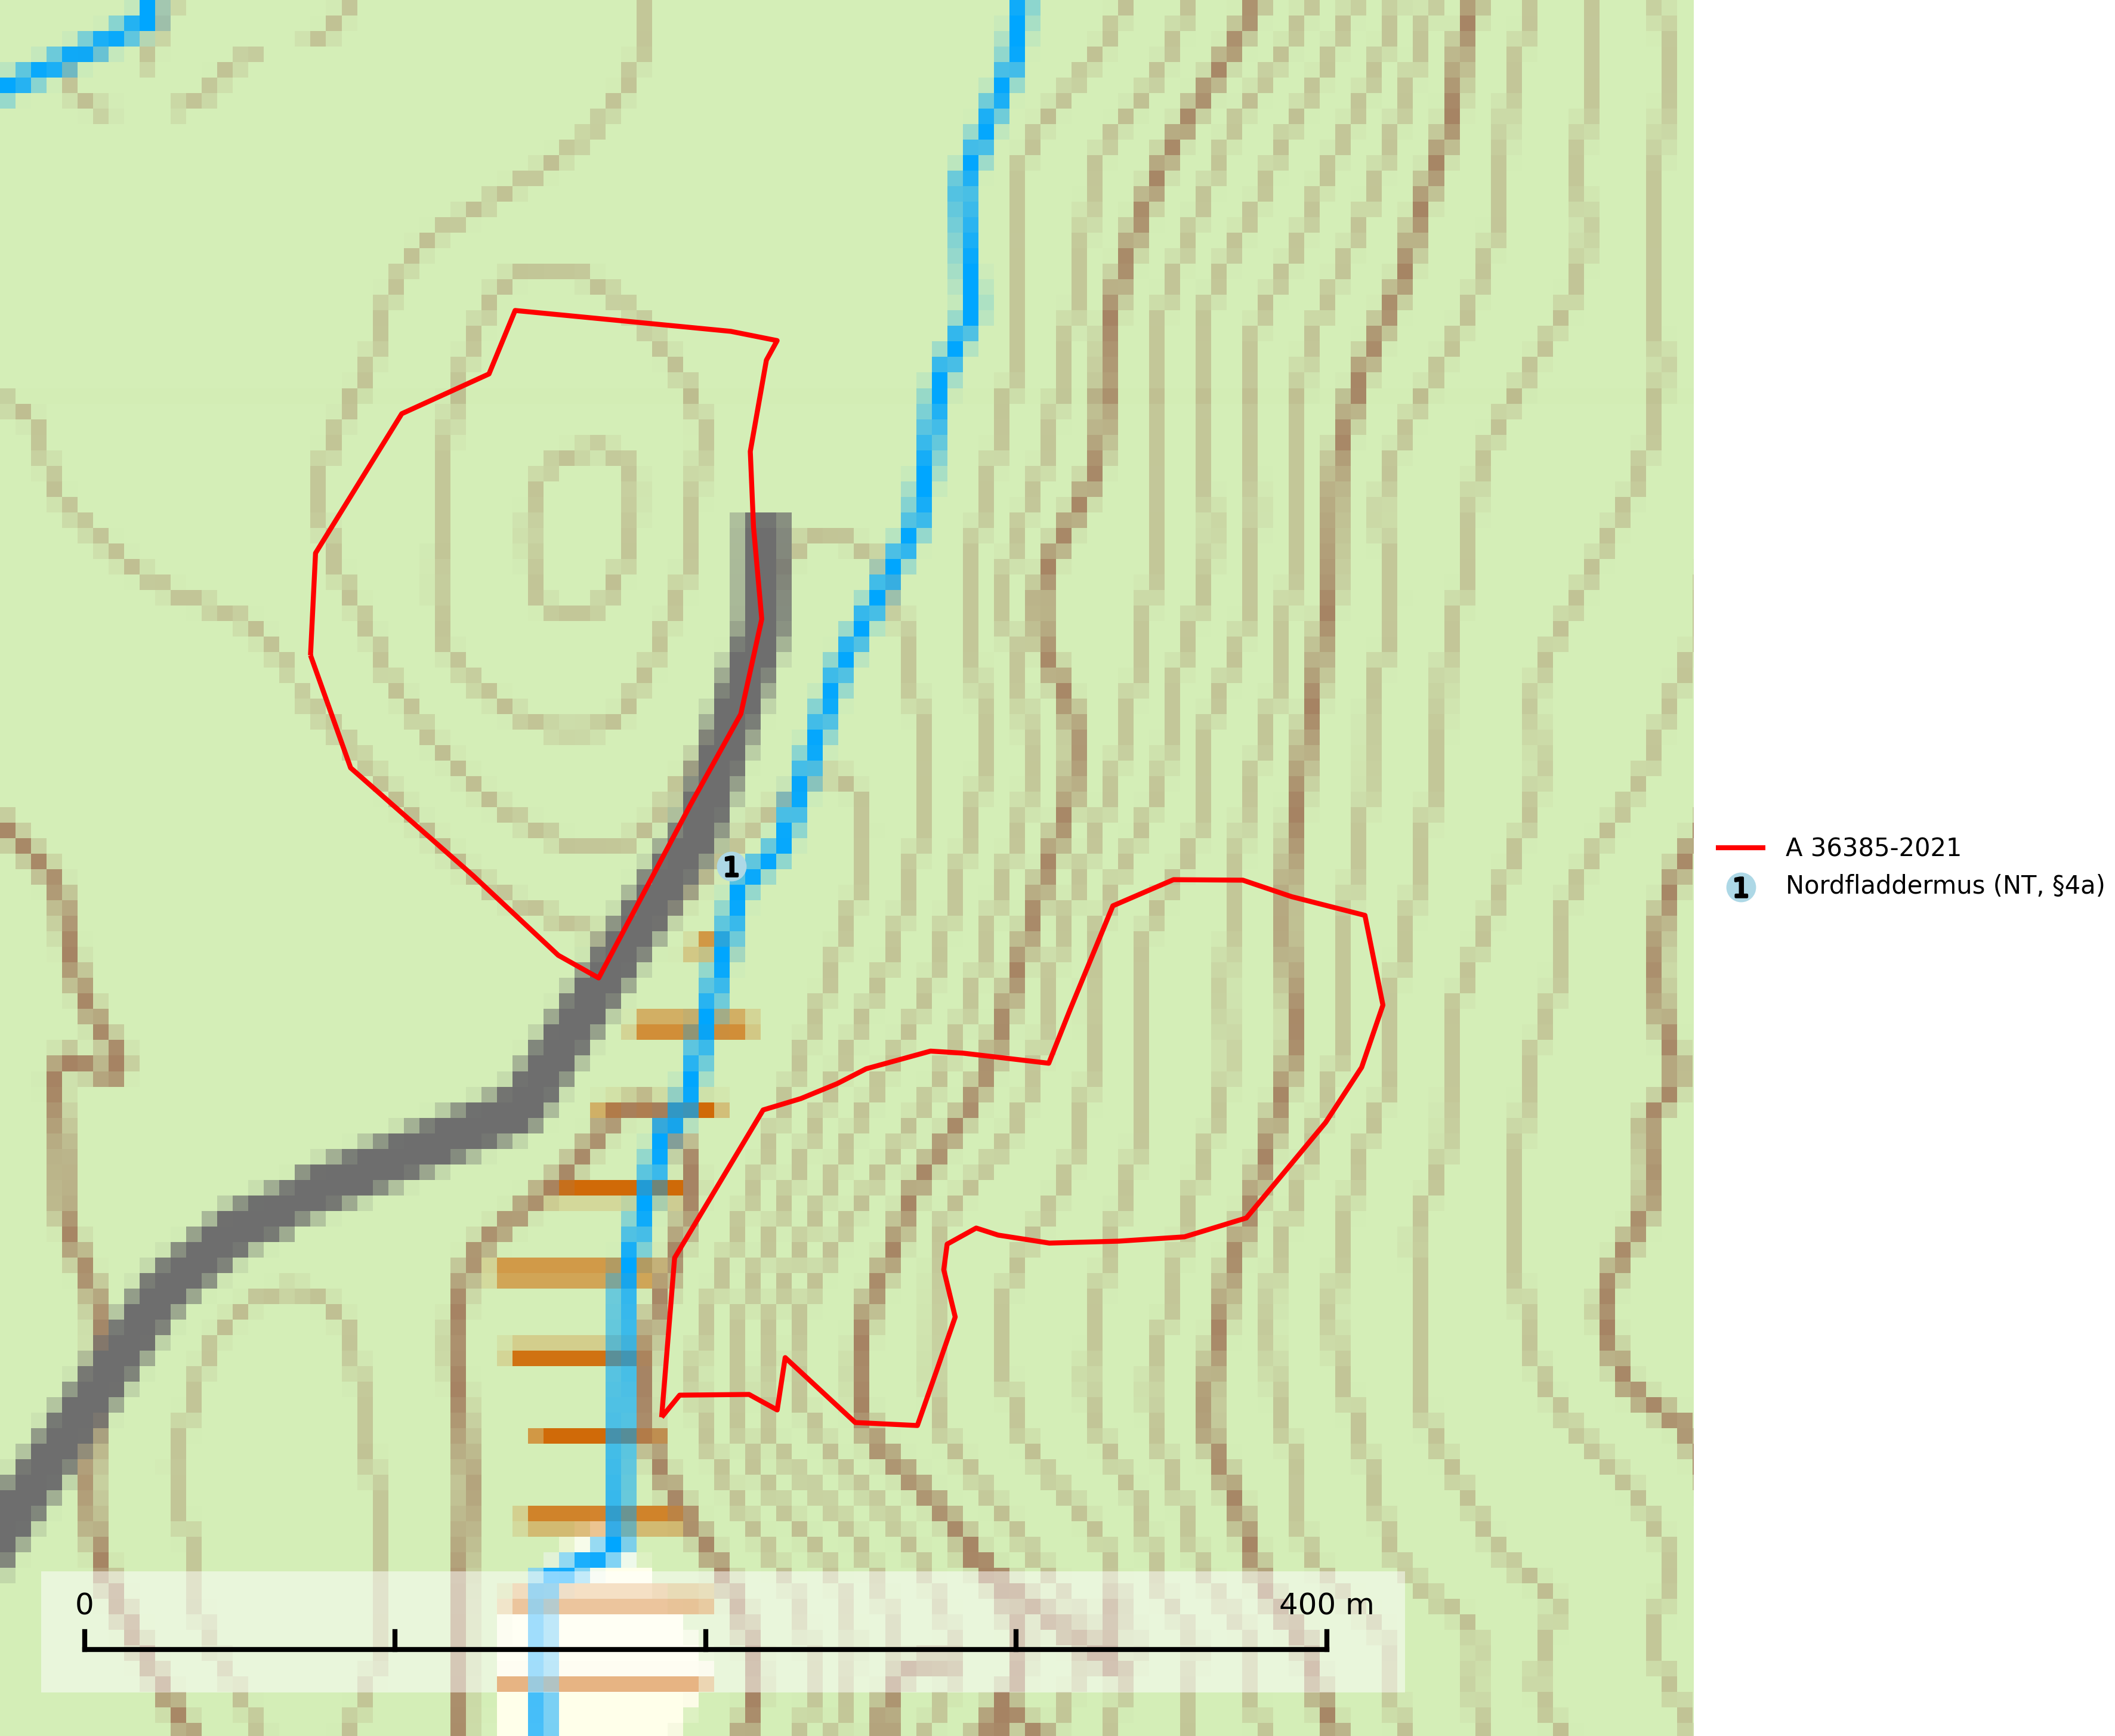 1
A 36385-2021
1 Nordfladdermus (NT, §4a)
0 400 m